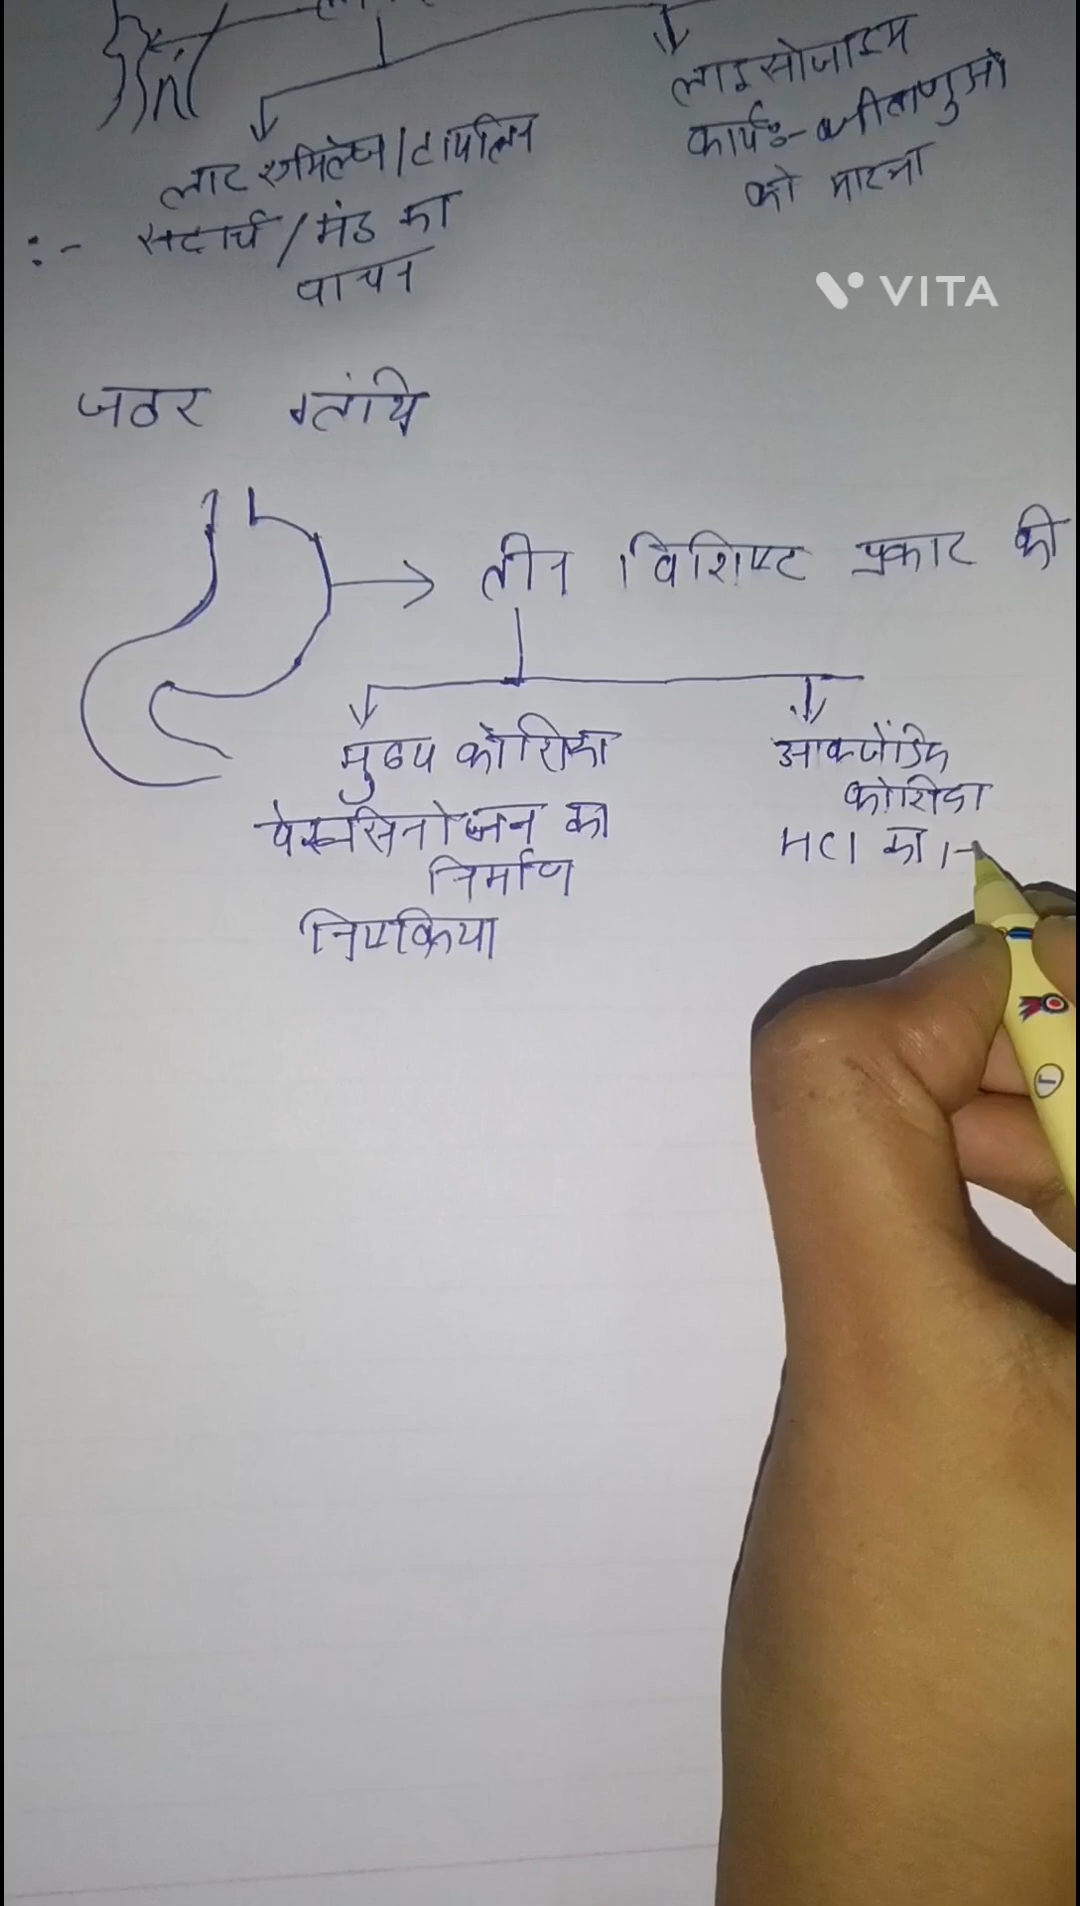 लार एमिलेज/टायलिन
लाइसोजाइम
कार्य:- जीवाणुओं
को मारना
:- स्टार्च/मंड का
पाचन
VITA
जठर ग्लांथि
तीन विशिष्ट प्रकार की
मुख्य कोशिका
पेप्सिनोजन का
निर्माण
निष्क्रिया
आक्जेंटिक
कोशिका
HCl का